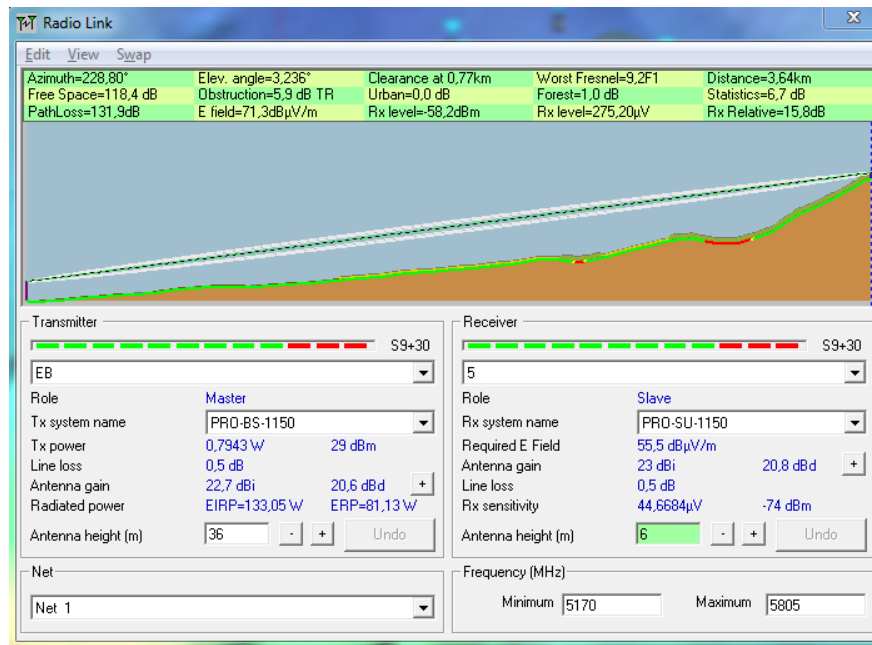 Radio Link
Edit View Swap
Azimuth=228,80° Elev. angle=3,236° Clearance at 0,77km Worst Fresnel=9,2F1 Distance=3,64km
Free Space=118,4 dB Obstruction=5,9 dB TR Urban=0,0 dB Forest=1,0 dB Statistics=6,7 dB
PathLoss=131,9dB E field=71,3dBµV/m Rx level=-58,2dBm Rx level=275,20µV Rx Relative=15,8dB
Transmitter
S9+30
EB
Role Master
Tx system name PRO-BS-1150
Tx power 0,7943 W 29 dBm
Line loss 0,5 dB
Antenna gain 22,7 dBi 20,6 dBd +
Radiated power EIRP=133,05 W ERP=81,13 W
Antenna height (m) 36 - + Undo
Receiver
S9+30
5
Role Slave
Rx system name PRO-SU-1150
Required E Field 55,5 dBµV/m
Antenna gain 23 dBi 20,8 dBd +
Line loss 0,5 dB
Rx sensitivity 44,6684µV -74 dBm
Antenna height (m) 6 - + Undo
Net
Net 1
Frequency (MHz)
Minimum 5170 Maximum 5805